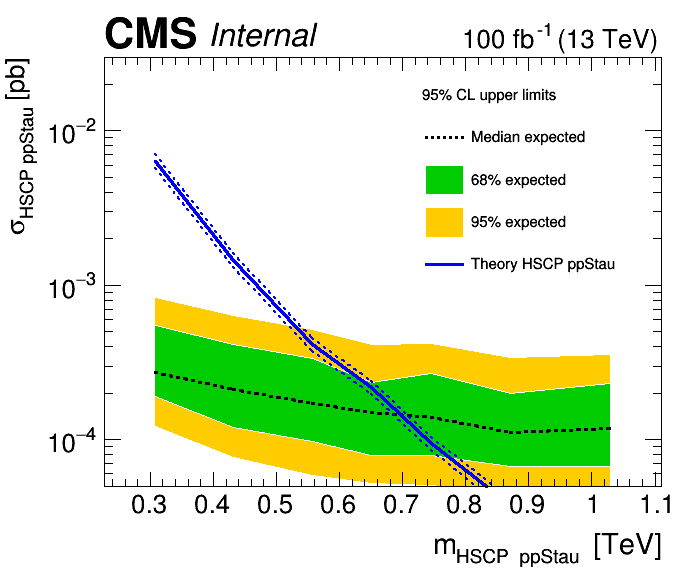 CMS Internal 100 fb⁻¹ (13 TeV)
σHSCP ppStau [pb]
95% CL upper limits
Median expected
68% expected
95% expected
Theory HSCP ppStau
10⁻²
10⁻³
10⁻⁴
0.3 0.4 0.5 0.6 0.7 0.8 0.9 1 1.1
mHSCP ppStau [TeV]